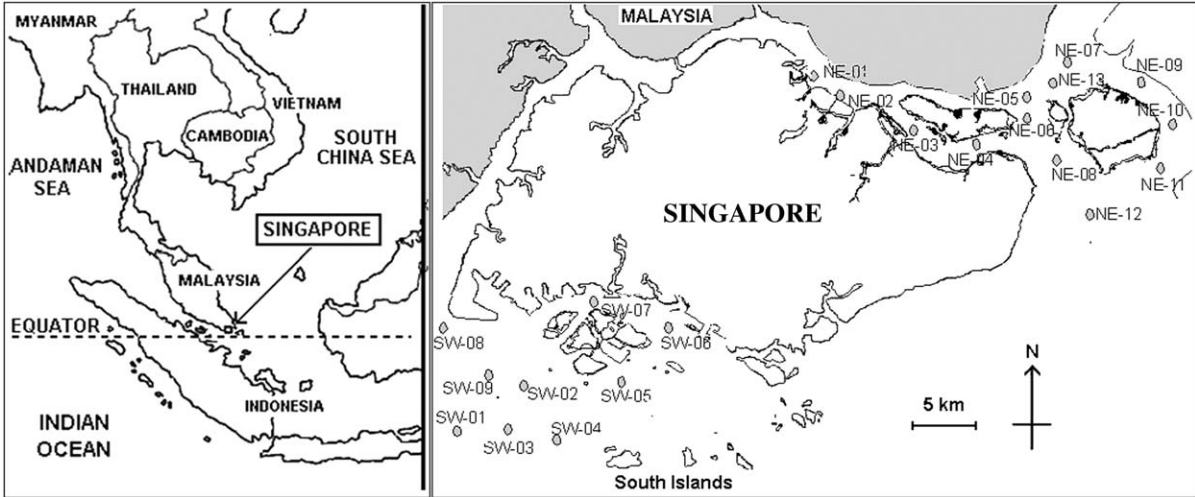 MYANMAR
THAILAND
VIETNAM
CAMBODIA
SOUTH
CHINA SEA
ANDAMAN
SEA
SINGAPORE
MALAYSIA
EQUATOR
INDONESIA
INDIAN
OCEAN
MALAYSIA
NE-07
NE-01
NE-13
NE-09
NE-02
NE-05
NE-10
NE-06
NE-03
NE-04
NE-08
NE-11
SINGAPORE
NE-12
SW-07
SW-08
SW-06
SW-09
SW-02
SW-05
SW-01
SW-03
SW-04
N
5 km
South Islands